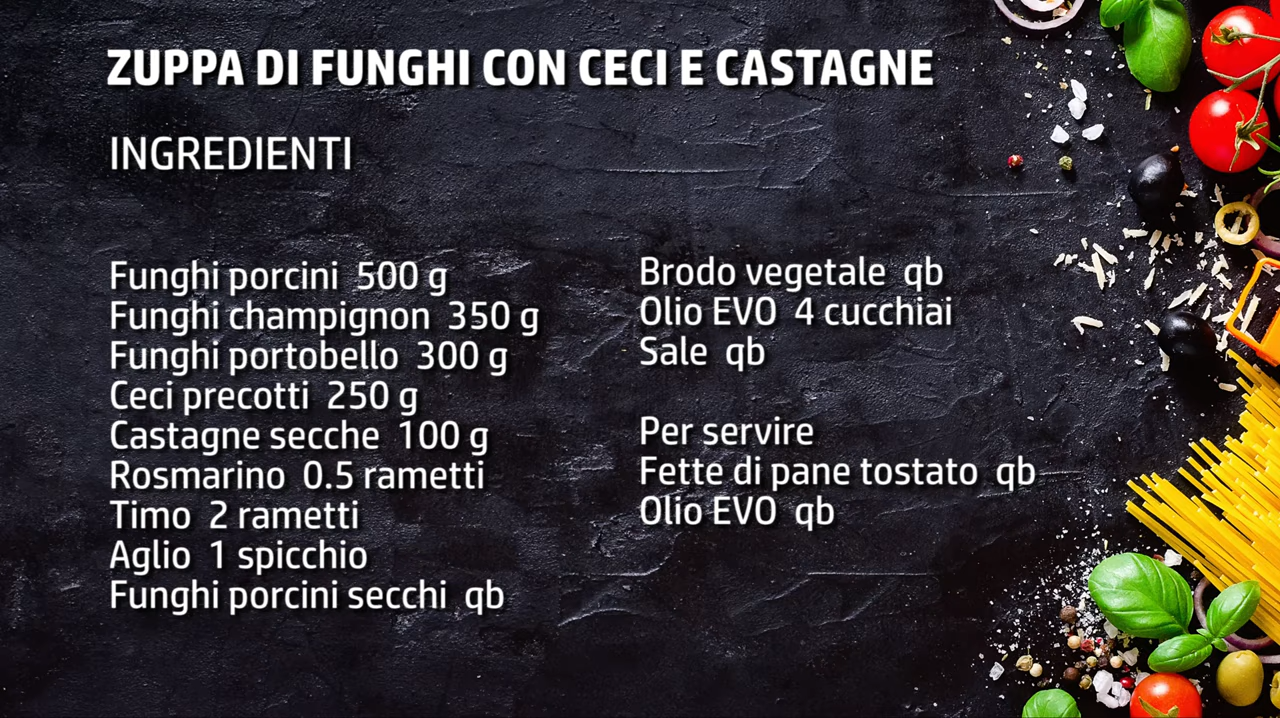 ZUPPA DI FUNGHI CON CECI E CASTAGNE
INGREDIENTI
Funghi porcini 500 g
Funghi champignon 350 g
Funghi portobello 300 g
Ceci precotti 250 g
Castagne secche 100 g
Rosmarino 0.5 rametti
Timo 2 rametti
Aglio 1 spicchio
Funghi porcini secchi qb
Brodo vegetale qb
Olio EVO 4 cucchiai
Sale qb
Per servire
Fette di pane tostato qb
Olio EVO qb